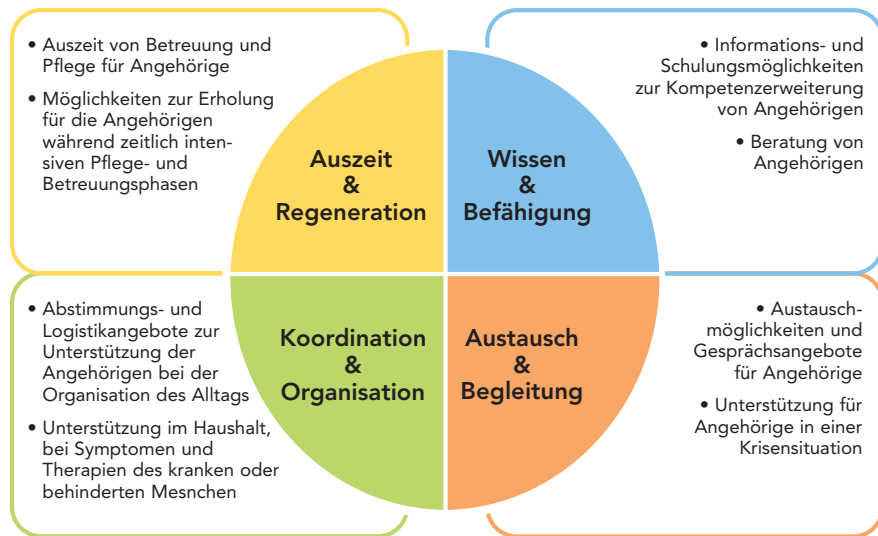 • Auszeit von Betreuung und
Pflege für Angehörige
• Möglichkeiten zur Erholung
für die Angehörigen
während zeitlich inten-
siven Pflege- und
Betreuungsphasen
Auszeit
&
Regeneration
Wissen
&
Befähigung
• Informations- und
Schulungsmöglichkeiten
zur Kompetenzerweiterung
von Angehörigen
• Beratung von
Angehörigen
• Abstimmungs- und
Logistikangebote zur
Unterstützung der
Angehörigen bei der
Organisation des Alltags
• Unterstützung im Haushalt,
bei Symptomen und
Therapien des kranken oder
behinderten Mesnchen
Koordination
&
Organisation
Austausch
&
Begleitung
• Austausch-
möglichkeiten und
Gesprächsangebote
für Angehörige
• Unterstützung für
Angehörige in einer
Krisensituation